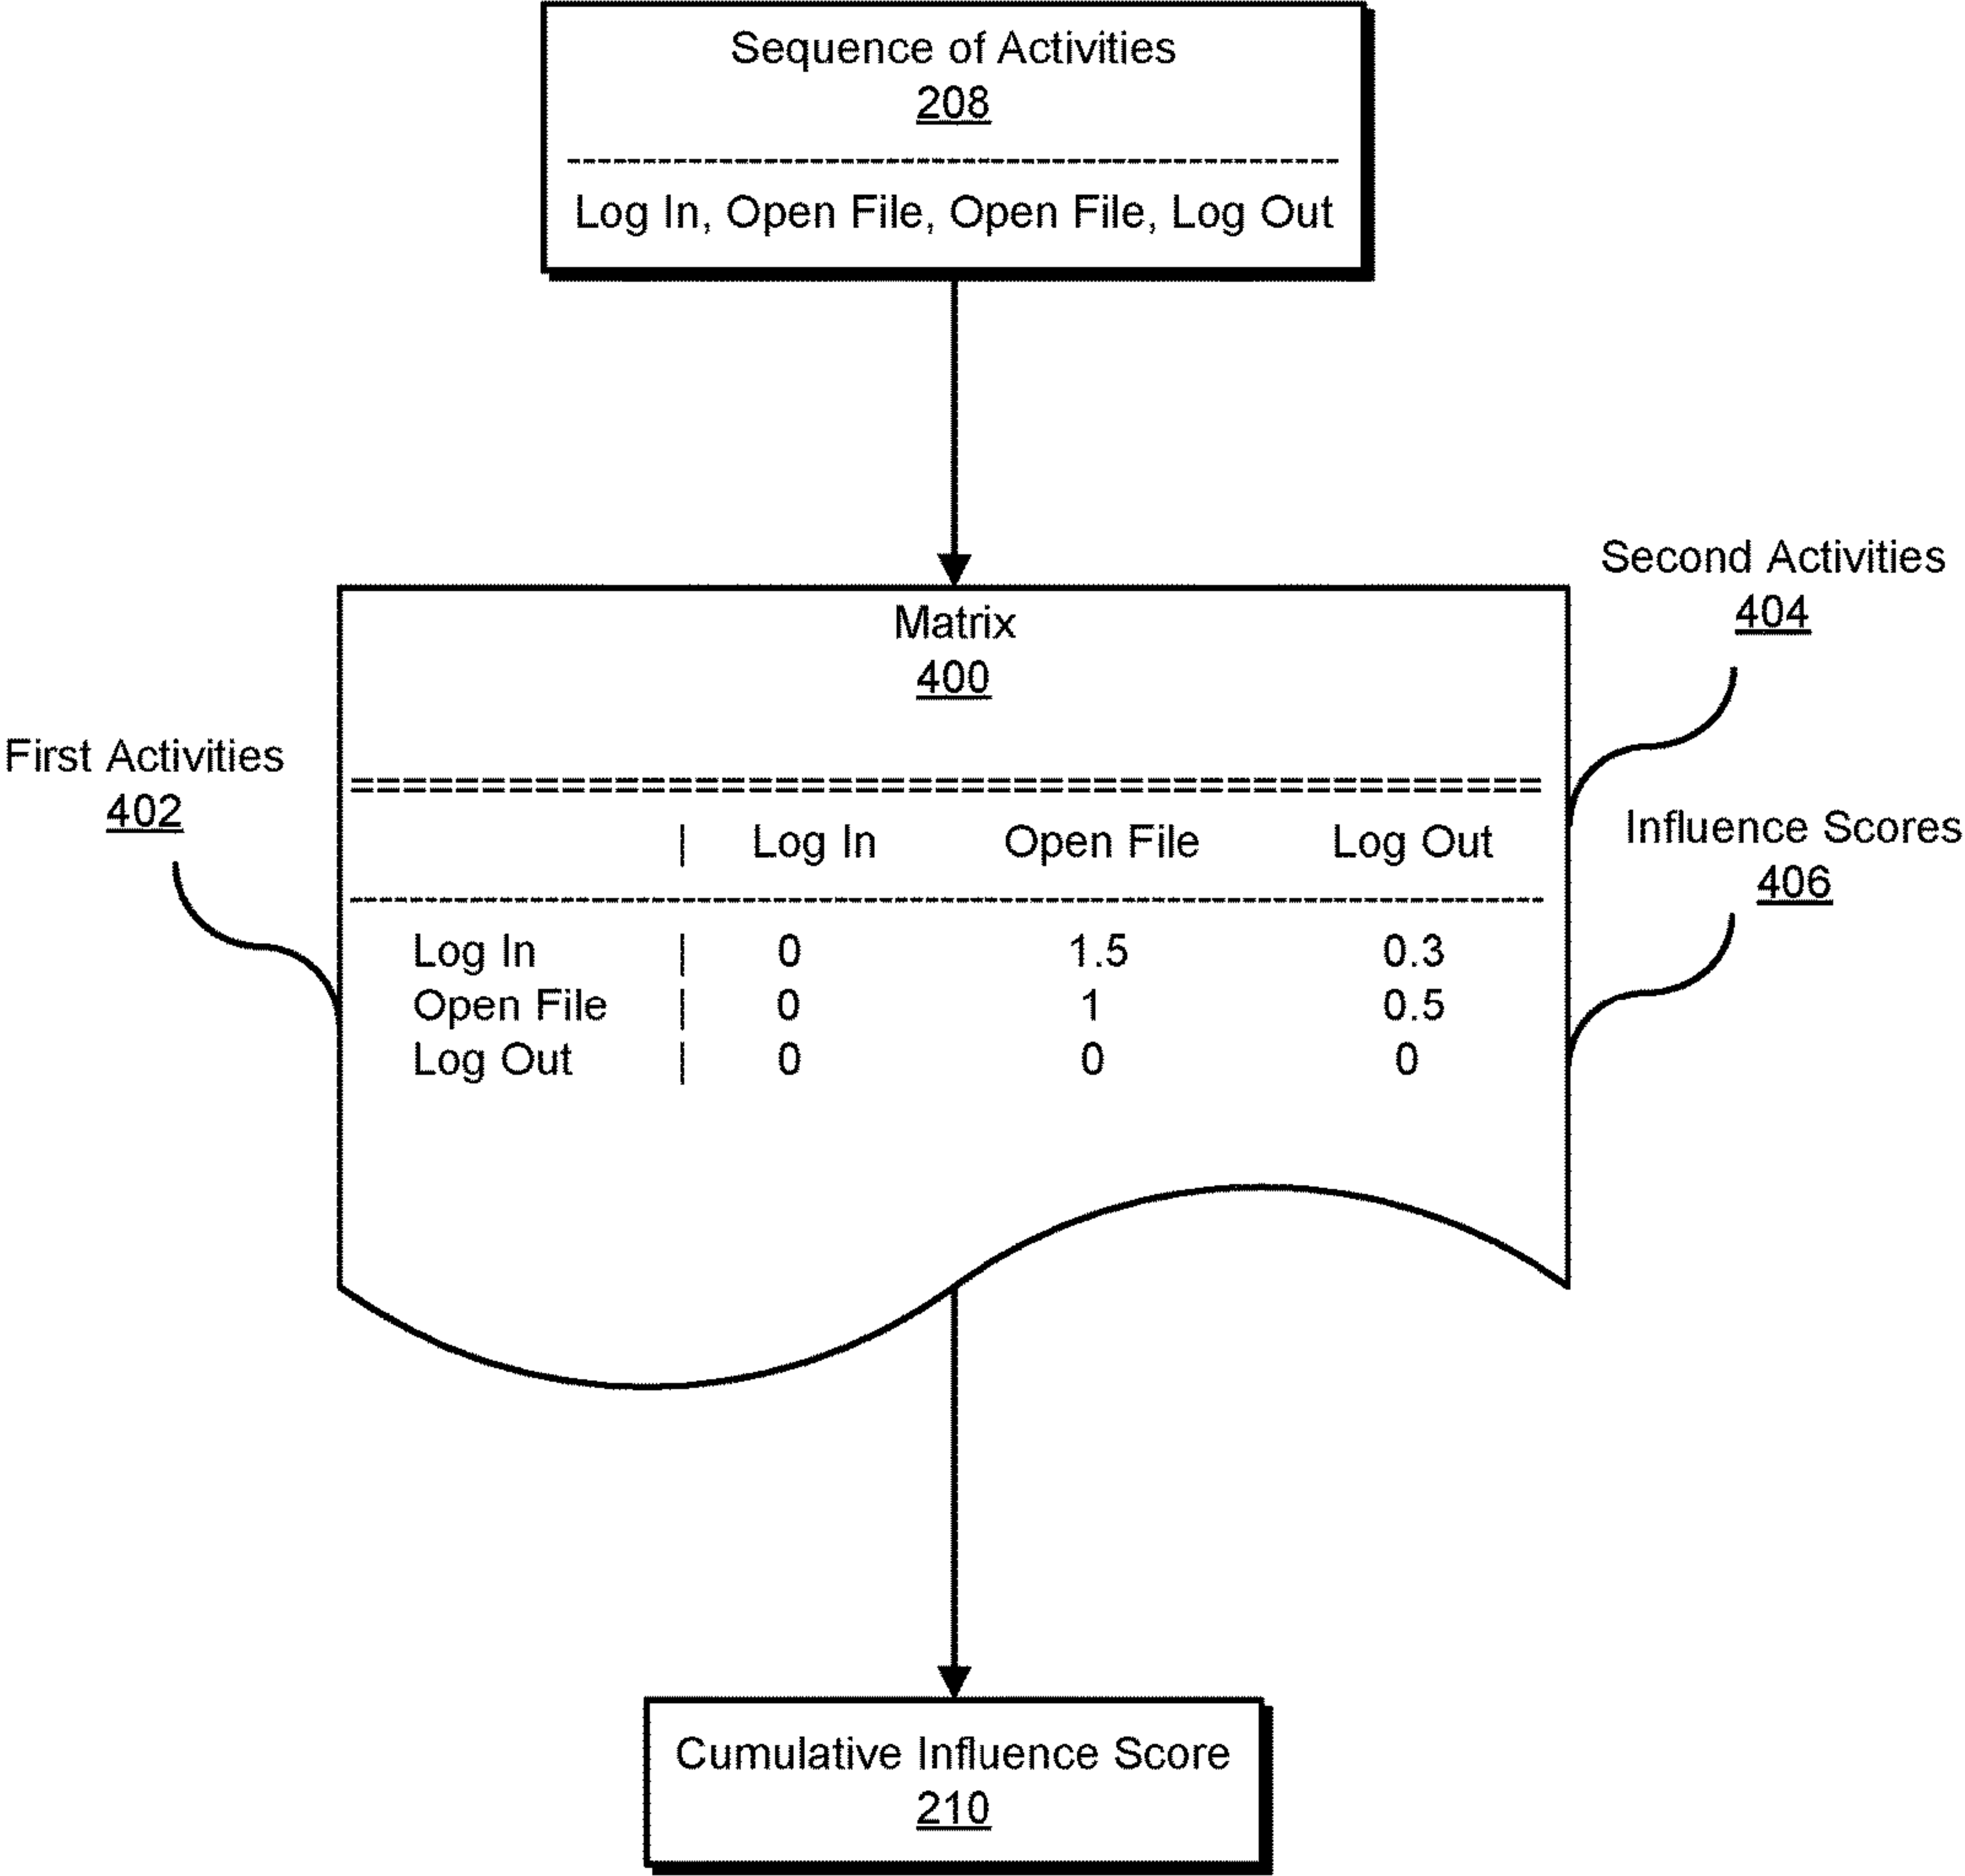 Sequence of Activities
208
Log In, Open File, Open File, Log Out
Second Activities
404
Matrix
400
First Activities
402
Influence Scores
406
| Log In Open File Log Out
Log In | 0 1.5 0.3
Open File | 0 1 0.5
Log Out | 0 0 0
Cumulative Influence Score
210